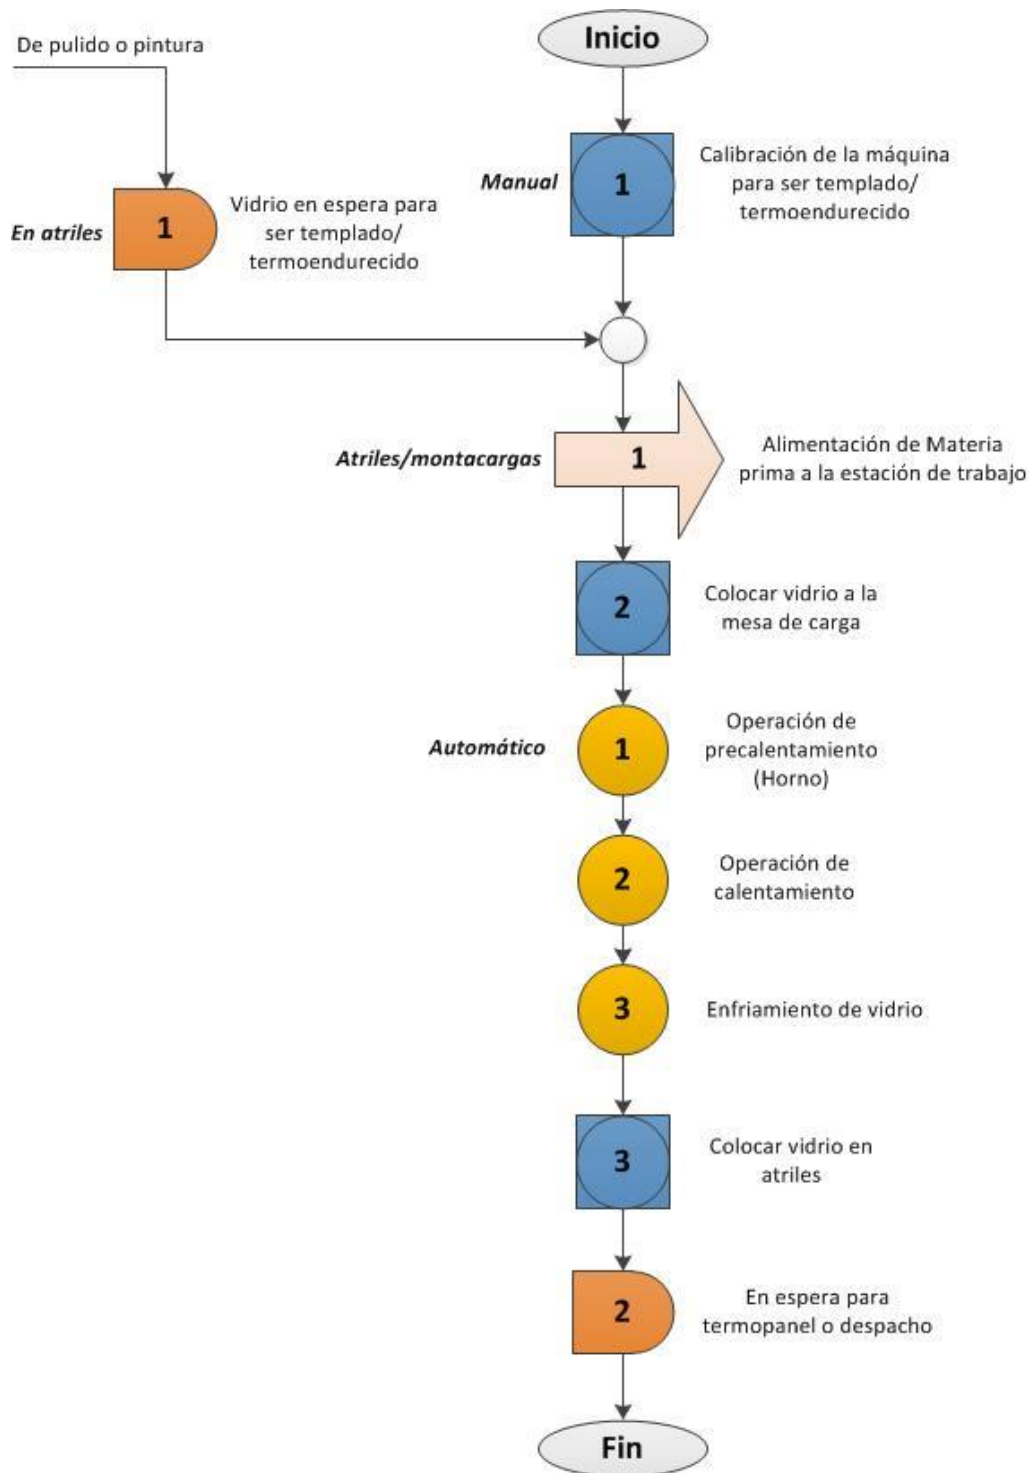 De pulido o pintura
Inicio
Manual
1
Calibración de la máquina
para ser templado/
termoendurecido
En atriles
1
Vidrio en espera para
ser templado/
termoendurecido
Atriles/montacargas
1
Alimentación de Materia
prima a la estación de trabajo
2
Colocar vidrio a la
mesa de carga
Automático
1
Operación de
precalentamiento
(Horno)
2
Operación de
calentamiento
3
Enfriamiento de vidrio
3
Colocar vidrio en
atriles
2
En espera para
termopanel o despacho
Fin